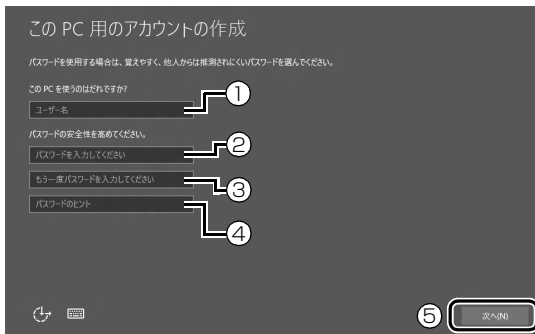 この PC 用のアカウントの作成
パスワードを使用する場合は、覚えやすく、他人からは推測されにくいパスワードを選んでください。
この PC を使うのはだれですか?
ユーザー名
①
パスワードの安全性を高めてください。
パスワードを入力してください
②
もう一度パスワードを入力してください
③
パスワードのヒント
④
⑤
次へ(N)